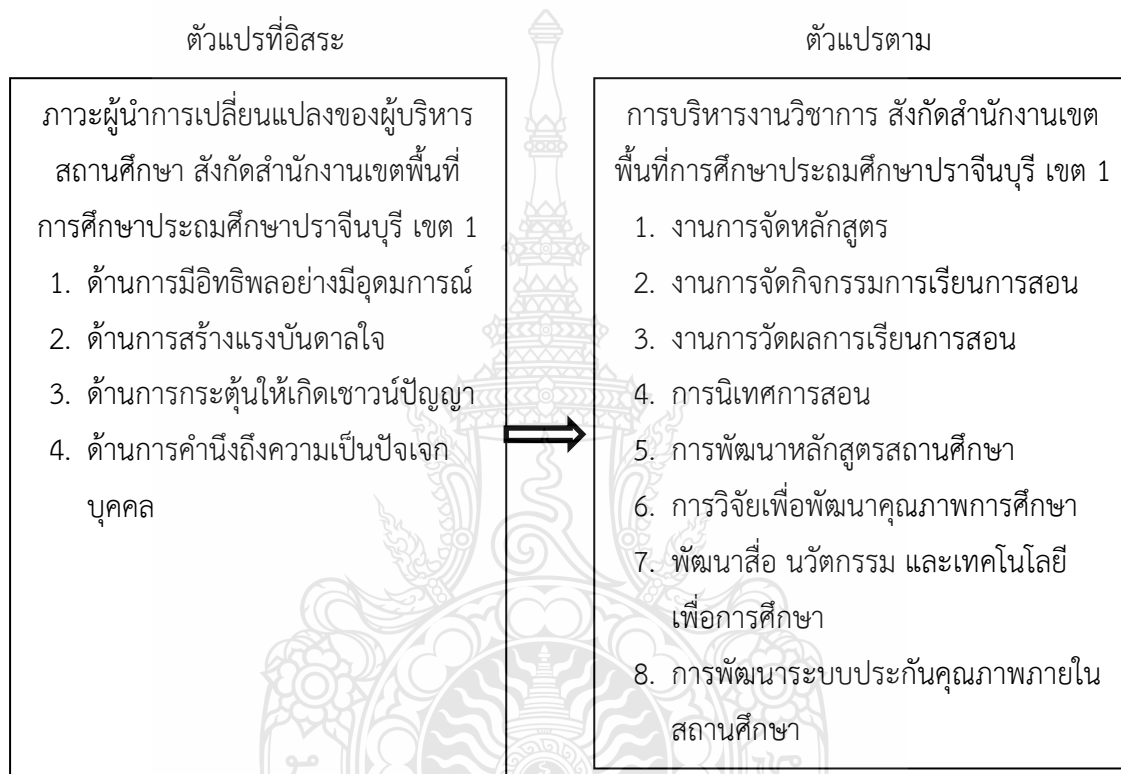 ตัวแปรที่อิสระ
ภาวะผู้นำการเปลี่ยนแปลงของผู้บริหาร
สถานศึกษา สังกัดสำนักงานเขตพื้นที่
การศึกษาประถมศึกษาปราจีนบุรี เขต 1
1. ด้านการมีอิทธิพลอย่างมีอุดมการณ์
2. ด้านการสร้างแรงบันดาลใจ
3. ด้านการกระตุ้นให้เกิดเชาวน์ปัญญา
4. ด้านการคำนึงถึงความเป็นปัจเจก
บุคคล
ตัวแปรตาม
การบริหารงานวิชาการ สังกัดสำนักงานเขต
พื้นที่การศึกษาประถมศึกษาปราจีนบุรี เขต 1
1. งานการจัดหลักสูตร
2. งานการจัดกิจกรรมการเรียนการสอน
3. งานการวัดผลการเรียนการสอน
4. การนิเทศการสอน
5. การพัฒนาหลักสูตรสถานศึกษา
6. การวิจัยเพื่อพัฒนาคุณภาพการศึกษา
7. พัฒนาสื่อ นวัตกรรม และเทคโนโลยี
เพื่อการศึกษา
8. การพัฒนาระบบประกันคุณภาพภายใน
สถานศึกษา